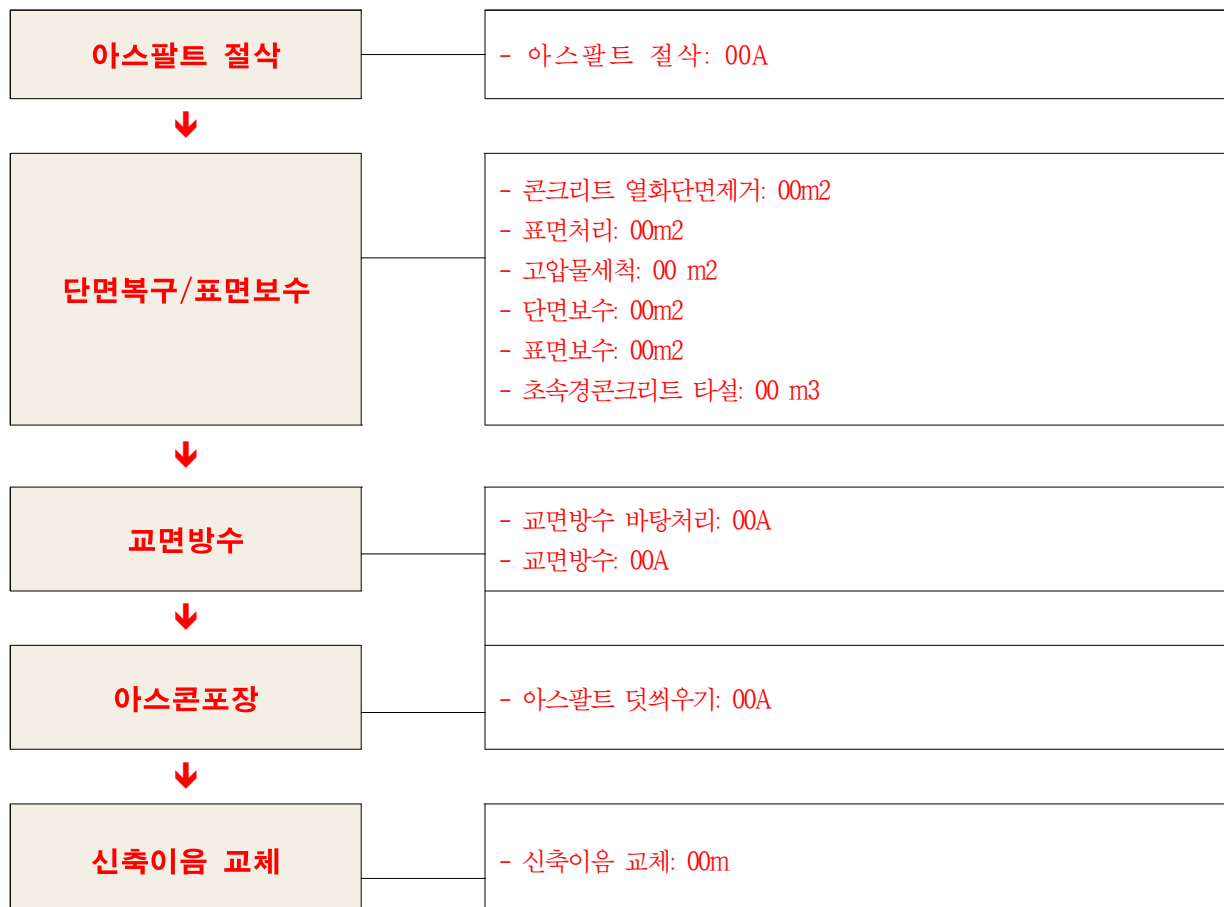 아스팔트 절삭
- 아스팔트 절삭: 00A
단면복구/표면보수
- 콘크리트 열화단면제거: 00m2
- 표면처리: 00m2
- 고압물세척: 00 m2
- 단면보수: 00m2
- 표면보수: 00m2
- 초속경콘크리트 타설: 00 m3
교면방수
- 교면방수 바탕처리: 00A
- 교면방수: 00A
아스콘포장
- 아스팔트 덧씌우기: 00A
신축이음 교체
- 신축이음 교체: 00m